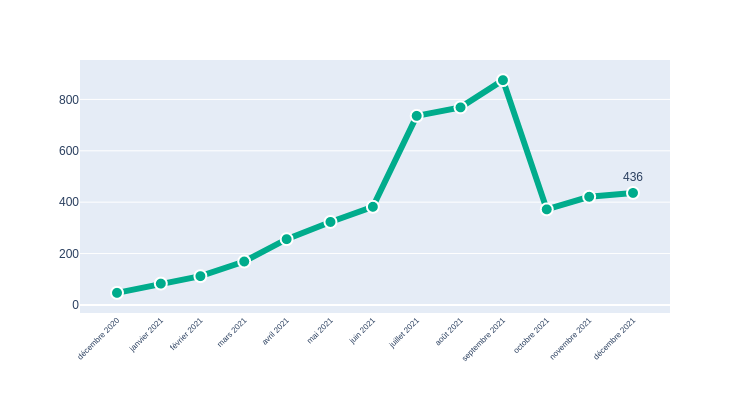 800
600
400
200
0
436
décembre 2020
janvier 2021
février 2021
mars 2021
avril 2021
mai 2021
juin 2021
juillet 2021
août 2021
septembre 2021
octobre 2021
novembre 2021
décembre 2021